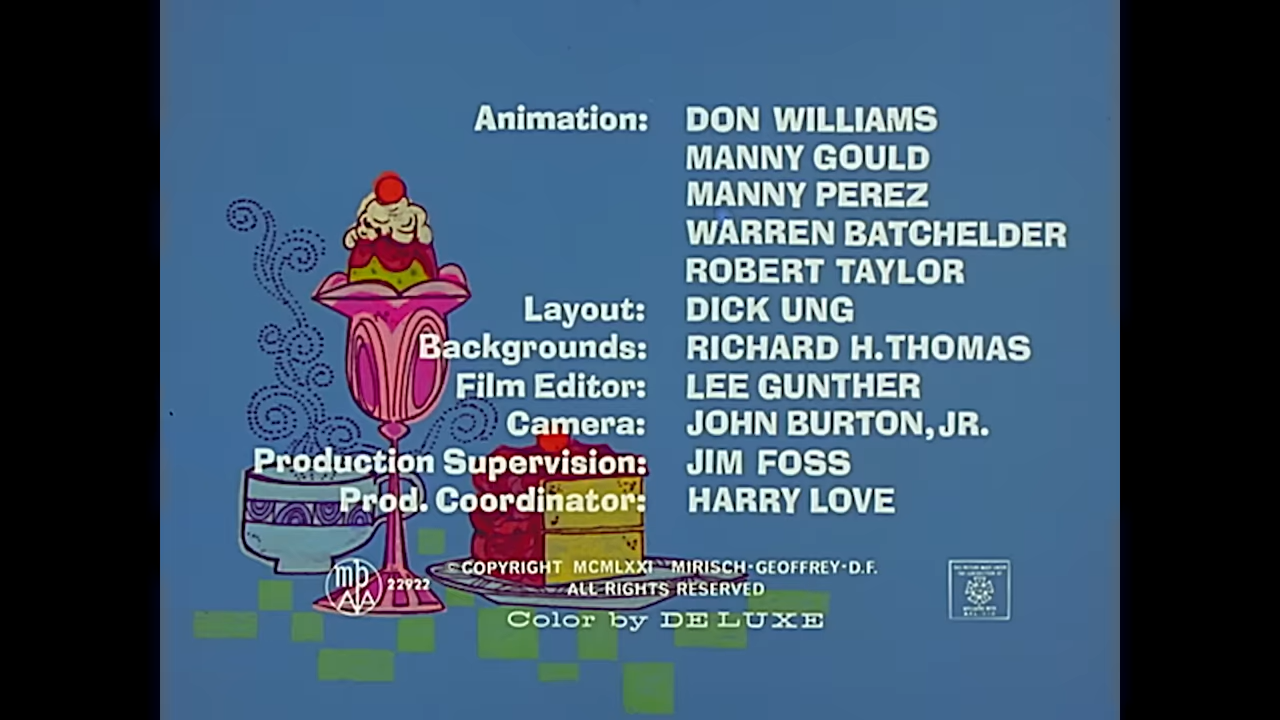 Animation: DON WILLIAMS
MANNY GOULD
MANNY PEREZ
WARREN BATCHELDER
ROBERT TAYLOR
Layout: DICK UNG
Backgrounds: RICHARD H. THOMAS
Film Editor: LEE GUNTHER
Camera: JOHN BURTON, JR.
Production Supervision: JIM FOSS
Prod. Coordinator: HARRY LOVE
©COPYRIGHT MCMLXXI MIRISCH-GEOFFREY-D.F.
mpAA 22922
ALL RIGHTS RESERVED
Color by DE LUXE